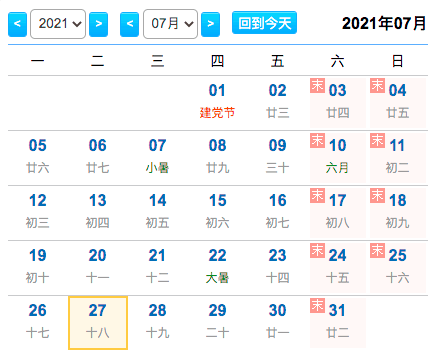 < 2021 > < 07月 > 回到今天 2021年07月
一 二 三 四 五 六 日
01 02 末 03 末 04
建党节 廿三 廿四 廿五
05 06 07 08 09 末 10 末 11
廿六 廿七 小暑 廿九 三十 六月 初二
12 13 14 15 16 末 17 末 18
初三 初四 初五 初六 初七 初八 初九
19 20 21 22 23 末 24 末 25
初十 十一 十二 大暑 十四 十五 十六
26 27 28 29 30 末 31
十七 十八 十九 二十 廿一 廿二